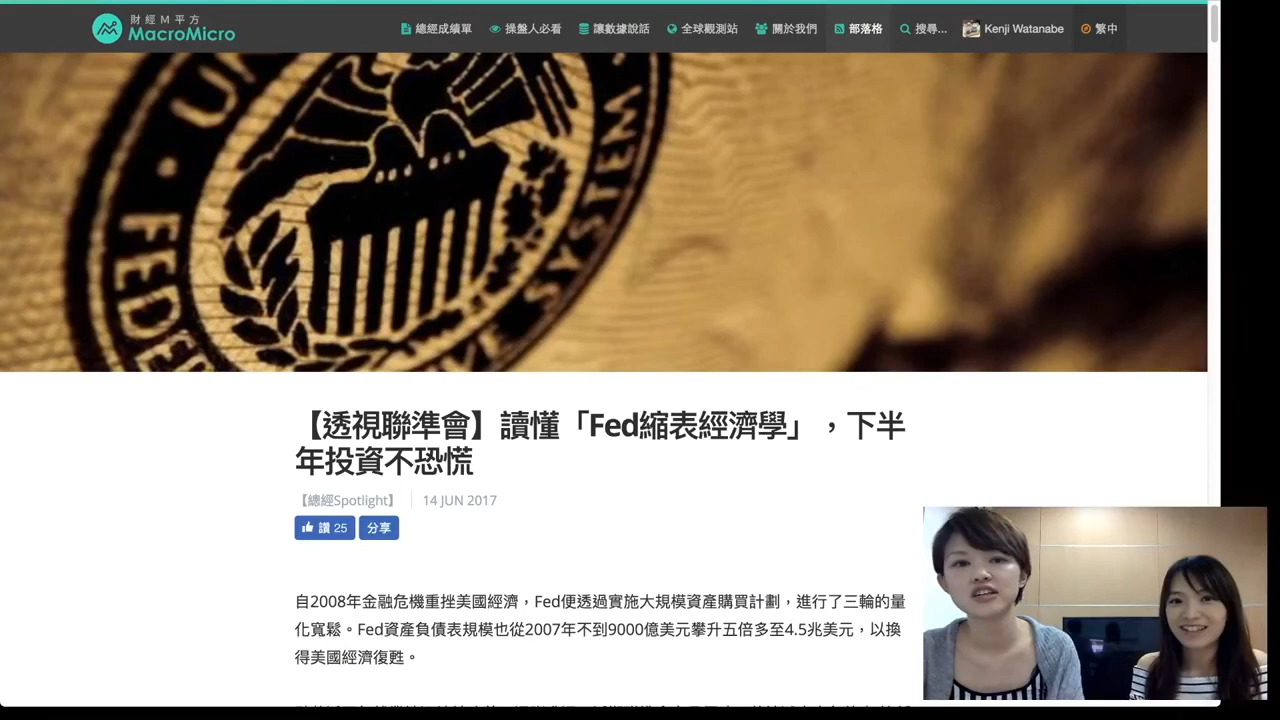 財經M平方
MacroMicro
總經成績單 操盤人必看 讓數據說話 全球觀測站 關於我們 部落格 搜尋... Kenji Watanabe 繁中
FEDE
VE SYSTEM
UN
【透視聯準會】讀懂「Fed縮表經濟學」，下半
年投資不恐慌
【總經Spotlight】 14 JUN 2017
讚 25 分享
自2008年金融危機重挫美國經濟，Fed便透過實施大規模資產購買計劃，進行了三輪的量
化寬鬆。Fed資產負債表規模也從2007年不到9000億美元攀升五倍多至4.5兆美元，以換
得美國經濟復甦。